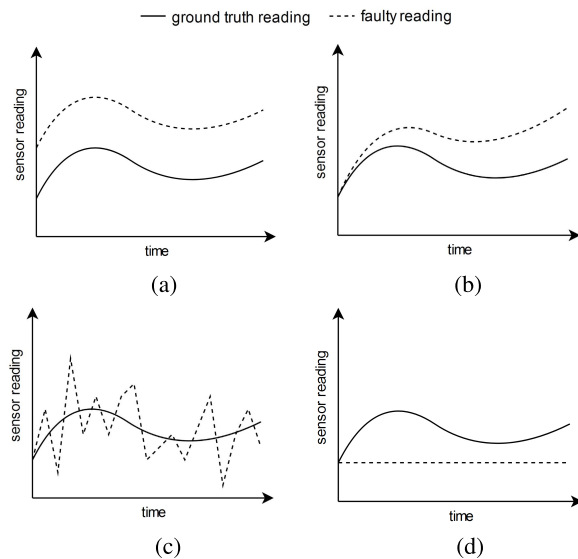 ground truth reading faulty reading
sensor reading
time
(a)
sensor reading
time
(b)
sensor reading
time
(c)
sensor reading
time
(d)